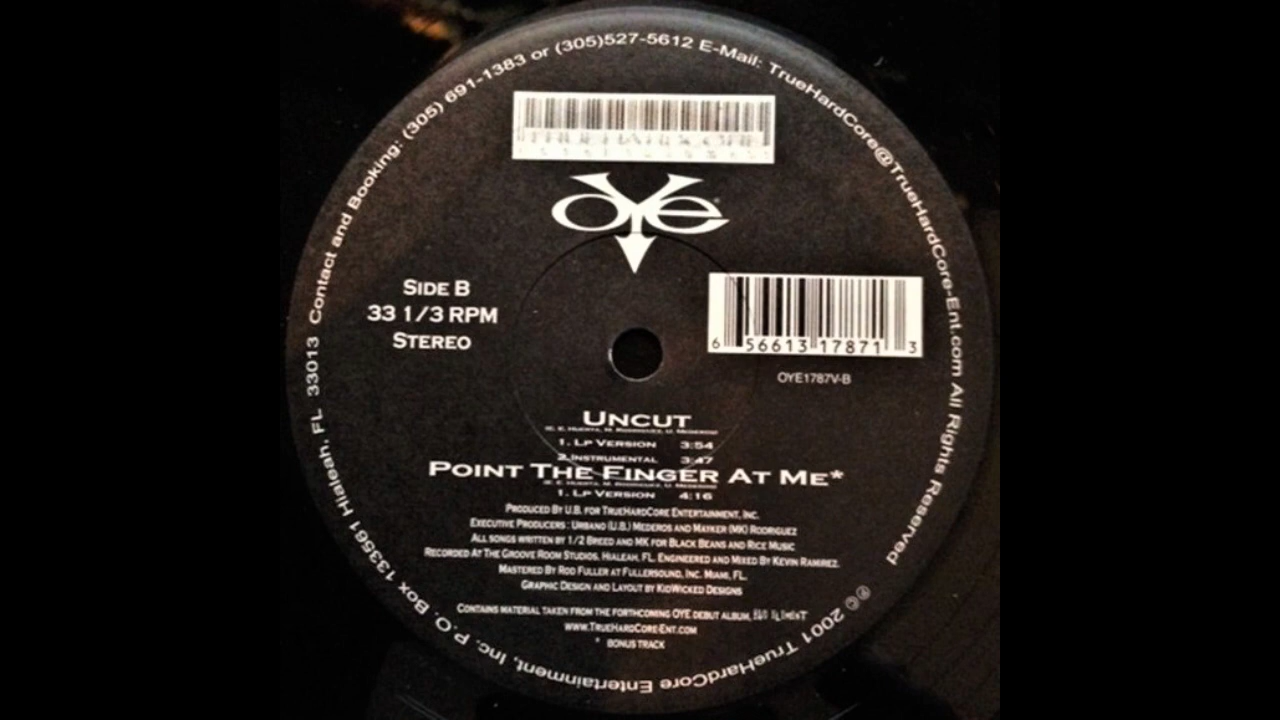 ℗© 2001 TrueHardCore Entertainment, Inc. P.O. Box 133561 Hialeah, FL 33013 Contact and Booking: (305) 691-1383 or (305)527-5612 E-Mail: TrueHardCore@TrueHardCore-Ent.com All Rights Reserved
OYE
SIDE B
33 1/3 RPM
STEREO
6 56613 17871 3
OYE1787V-B
UNCUT
1. LP VERSION 3:54
2. INSTRUMENTAL 3:47
POINT THE FINGER AT ME*
1. LP VERSION 4:16
PRODUCED BY U.B. FOR TRUEHARDCORE ENTERTAINMENT, INC.
EXECUTIVE PRODUCERS: URBANO (U.B.) MEDEROS AND MAYKER (MK) RODRIGUEZ
ALL SONGS WRITTEN BY 1/2 BREED AND MK FOR BLACK BEANS AND RICE MUSIC
RECORDED AT THE GROOVE ROOM STUDIOS, HIALEAH, FL. ENGINEERED AND MIXED BY KEVIN RAMIREZ.
MASTERED BY ROD FULLER AT FULLERSOUND, INC. MIAMI, FL.
GRAPHIC DESIGN AND LAYOUT BY KIDWICKED DESIGNS
CONTAINS MATERIAL TAKEN FROM THE FORTHCOMING OYE DEBUT ALBUM,
WWW.TRUEHARDCORE-ENT.COM
* BONUS TRACK